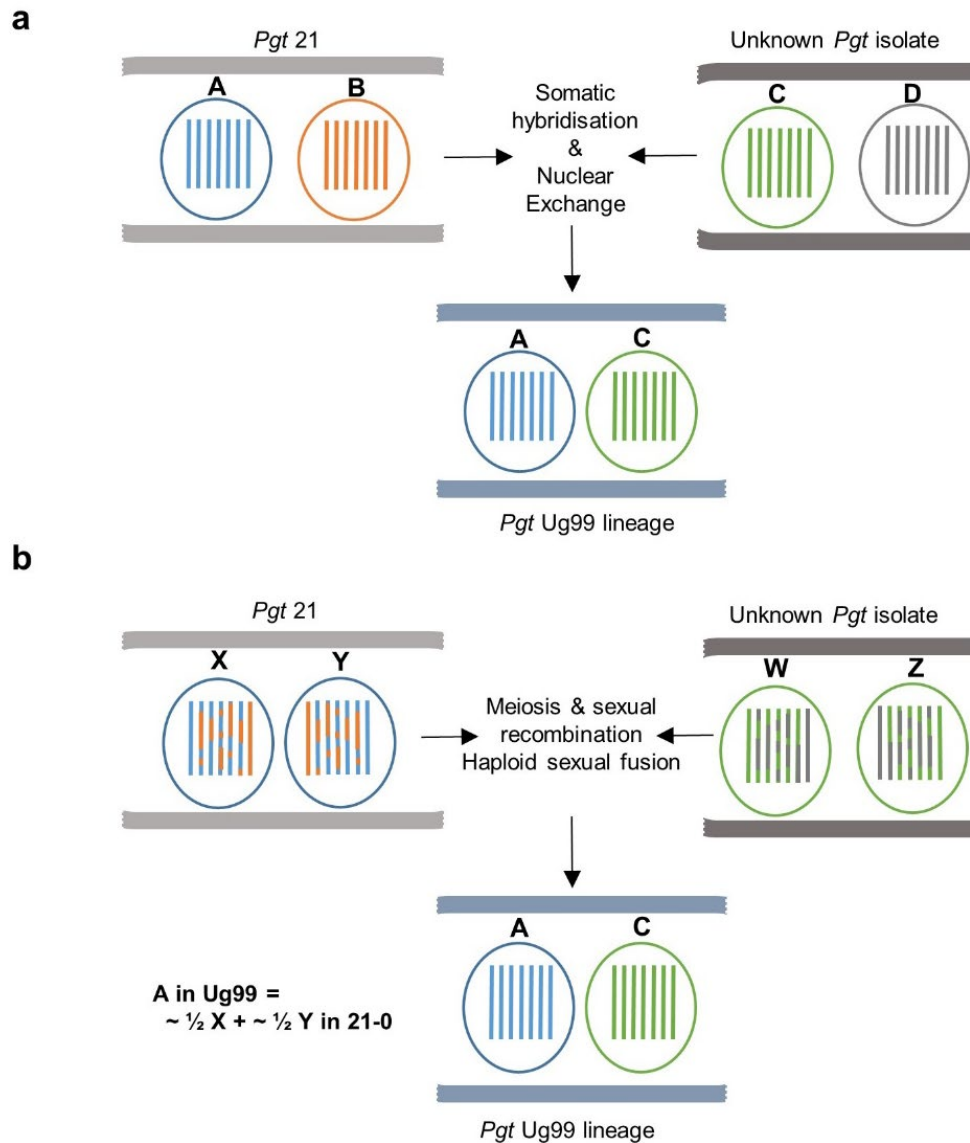 a
Pgt 21
Unknown Pgt isolate
A
B
C
D
Somatic
hybridisation
&
Nuclear
Exchange
A
C
Pgt Ug99 lineage
b
Pgt 21
Unknown Pgt isolate
X
Y
W
Z
Meiosis & sexual
recombination
Haploid sexual fusion
A
C
A in Ug99 =
~ ½ X + ~ ½ Y in 21-0
Pgt Ug99 lineage